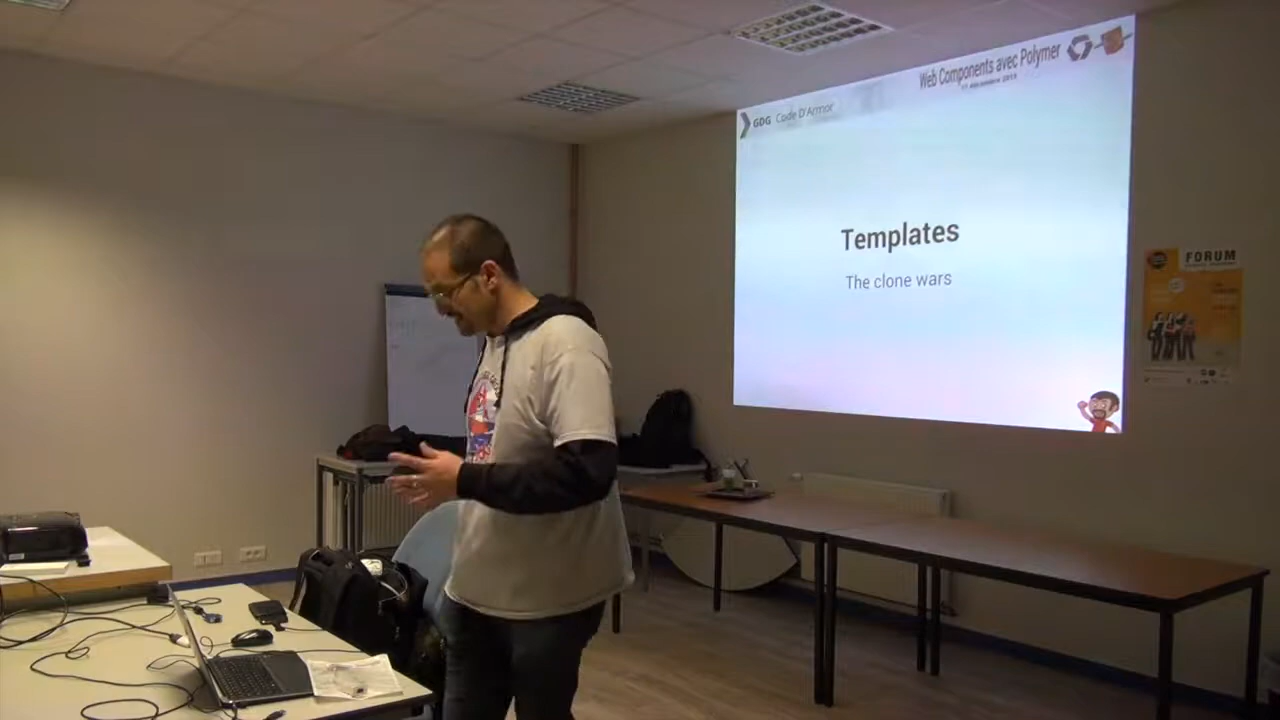 Web Components avec Polymer
GDG Code D'Armor
Templates
The clone wars
FORUM